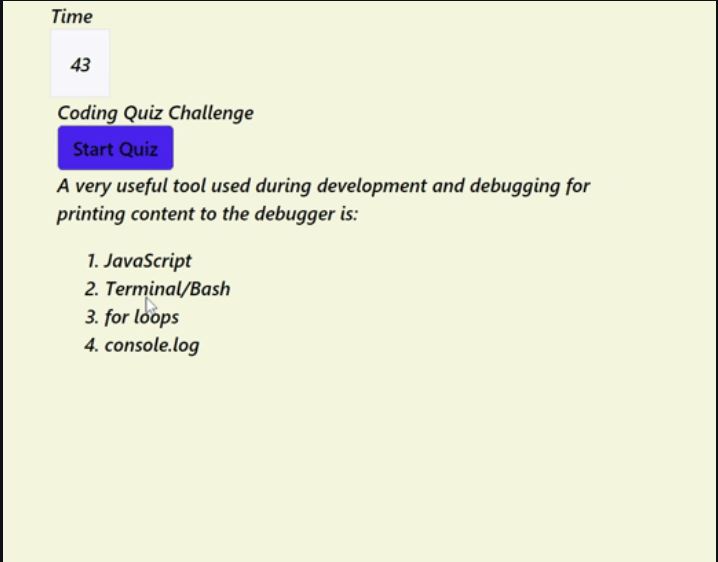 Time
43
Coding Quiz Challenge
Start Quiz
A very useful tool used during development and debugging for
printing content to the debugger is:
1. JavaScript
2. Terminal/Bash
3. for loops
4. console.log